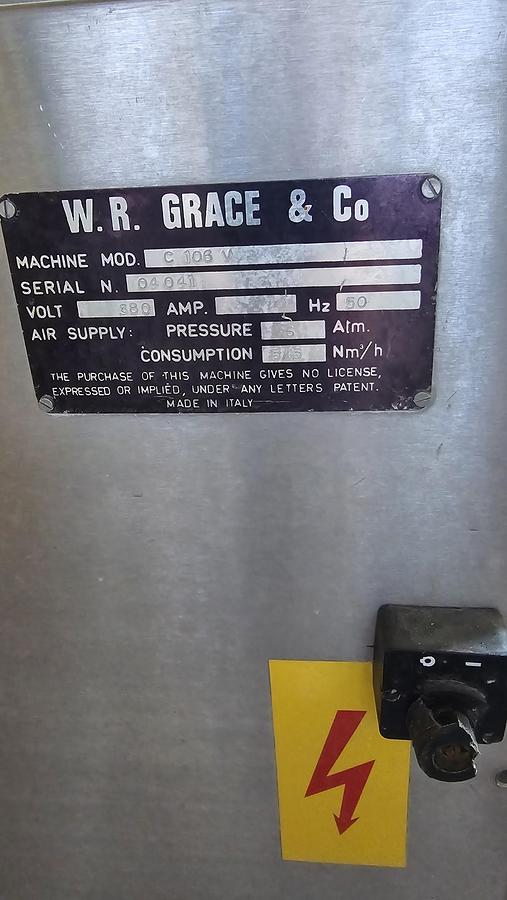 W. R. GRACE & Co
MACHINE MOD. C 106 V
SERIAL N. 04041
VOLT 380 AMP. Hz 50
AIR SUPPLY: PRESSURE Atm.
CONSUMPTION Nm³/h
THE PURCHASE OF THIS MACHINE GIVES NO LICENSE,
EXPRESSED OR IMPLIED, UNDER ANY LETTERS PATENT.
MADE IN ITALY
O I